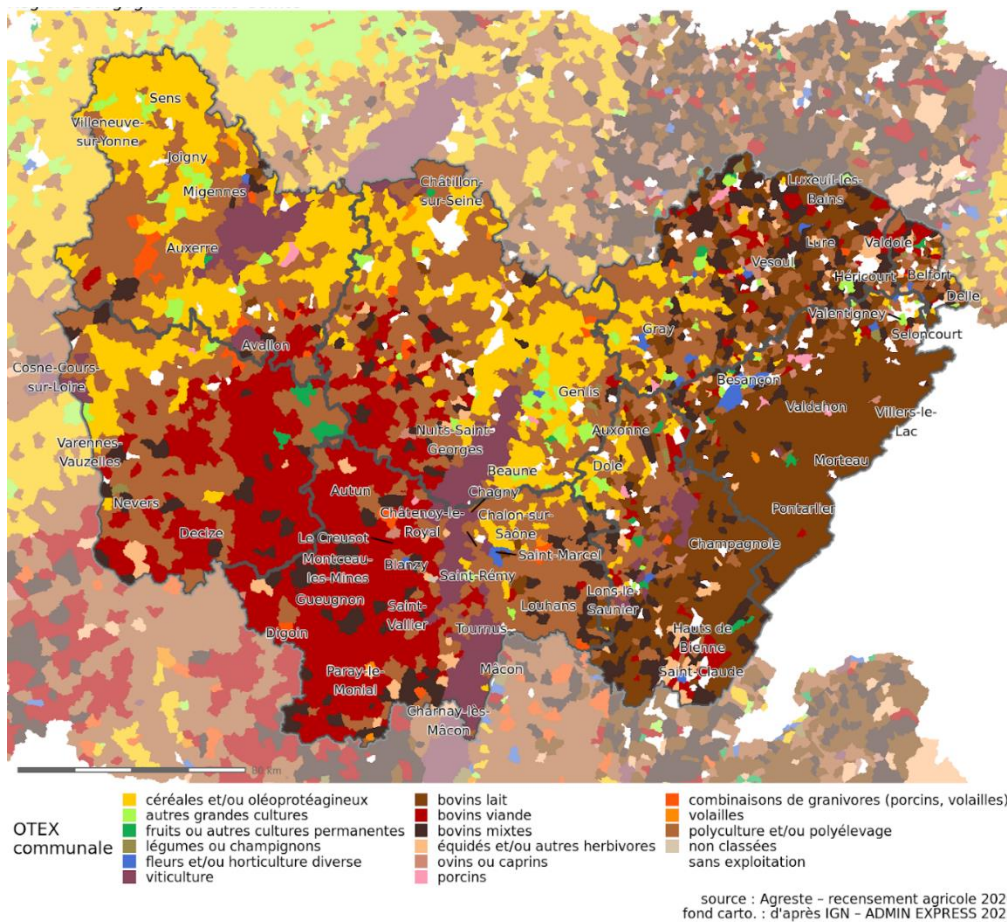 Sens
Villeneuve-
sur-Yonne
Joigny
Migennes
Châtillon-
sur-Seine
Auxerre
Luxeuil-les-
Bains
Lure
Valdoie
Vesoul
Héricourt
Belfort
Delle
Valentigney
Seloncourt
Gray
Avallon
Cosne-Cours-
sur-Loire
Besançon
Genlis
Valdahon
Villers-le-
Lac
Nuits-Saint-
Georges
Auxonne
Varennes-
Vauzelles
Morteau
Beaune
Dole
Nevers
Autun
Chagny
Pontarlier
Decize
Châtenoy-le-
Royal
Chalon-sur-
Saône
Le Creusot
Saint-Marcel
Champagnole
Montceau-
les-Mines
Blanzy
Saint-Rémy
Gueugnon
Saint-
Vallier
Louhans
Lons-le-
Saunier
Digoin
Tournus
Hauts de
Bienne
Paray-le-
Monial
Mâcon
Saint-Claude
Charnay-lès-
Mâcon
km
OTEX
communale
céréales et/ou oléoprotéagineux
autres grandes cultures
fruits ou autres cultures permanentes
légumes ou champignons
fleurs et/ou horticulture diverse
viticulture
bovins lait
bovins viande
bovins mixtes
équidés et/ou autres herbivores
ovins ou caprins
porcins
combinaisons de granivores (porcins, volailles)
volailles
polyculture et/ou polyélevage
non classées
sans exploitation
source : Agreste – recensement agricole 202
fond carto. : d'après IGN – ADMIN EXPRESS 202